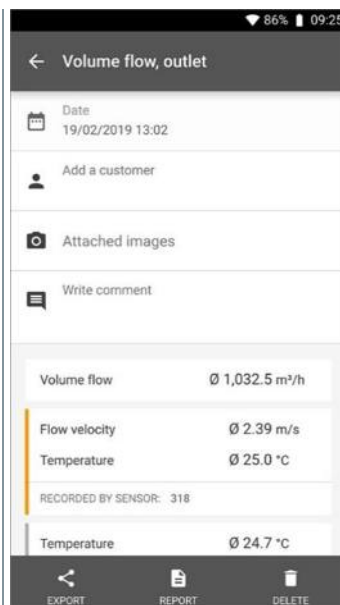 86% 09:25
Volume flow, outlet
Date
19/02/2019 13:02
Add a customer
Attached images
Write comment
Volume flow Ø 1,032.5 m³/h
Flow velocity Ø 2.39 m/s
Temperature Ø 25.0 °C
RECORDED BY SENSOR: 318
Temperature Ø 24.7 °C
EXPORT REPORT DELETE